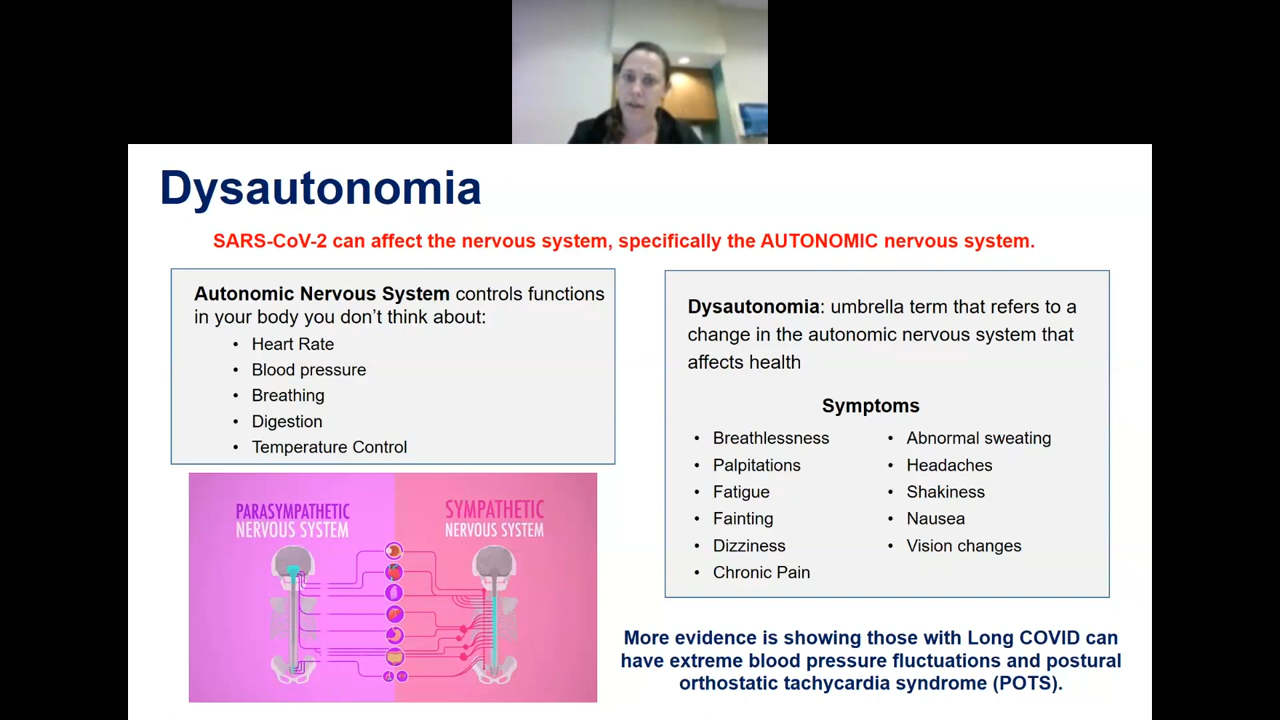 Dysautonomia
SARS-CoV-2 can affect the nervous system, specifically the AUTONOMIC nervous system.
Autonomic Nervous System controls functions
in your body you don't think about:
• Heart Rate
• Blood pressure
• Breathing
• Digestion
• Temperature Control
PARASYMPATHETIC
NERVOUS SYSTEM
SYMPATHETIC
NERVOUS SYSTEM
Dysautonomia: umbrella term that refers to a
change in the autonomic nervous system that
affects health
Symptoms
• Breathlessness
• Palpitations
• Fatigue
• Fainting
• Dizziness
• Chronic Pain
• Abnormal sweating
• Headaches
• Shakiness
• Nausea
• Vision changes
More evidence is showing those with Long COVID can
have extreme blood pressure fluctuations and postural
orthostatic tachycardia syndrome (POTS).